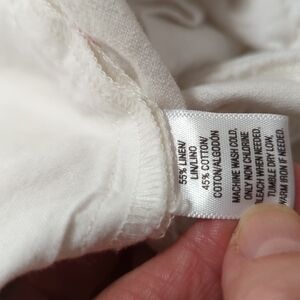 55% LINEN/
LIN/LINO
45% COTTON/
COTON/ALGODON
MACHINE WASH COLD,
ONLY NON CHLORINE
BLEACH WHEN NEEDED.
TUMBLE DRY LOW,
WARM IRON IF NEEDED.